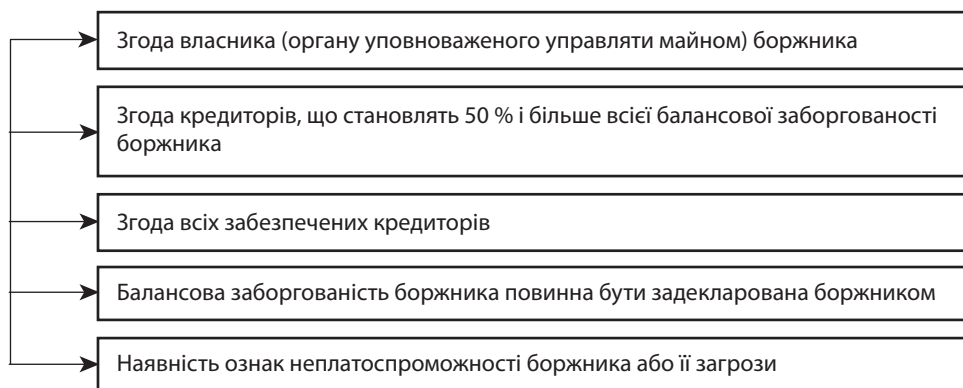 Згода власника (органу уповноваженого управляти майном) боржника
Згода кредиторів, що становлять 50 % і більше всієї балансової заборгованості
боржника
Згода всіх забезпечених кредиторів
Балансова заборгованість боржника повинна бути задекларована боржником
Наявність ознак неплатоспроможності боржника або її загрози